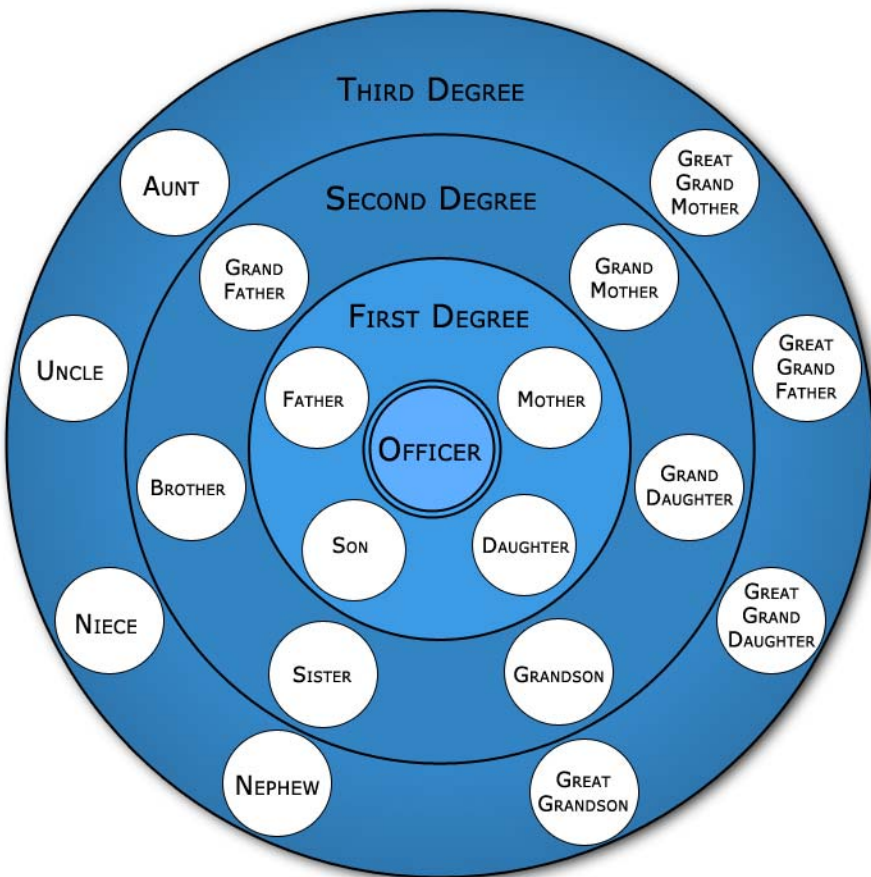 Third Degree
Aunt
Great
Grand
Mother
Second Degree
Grand
Father
Grand
Mother
First Degree
Uncle
Great
Grand
Father
Father
Mother
Officer
Brother
Grand
Daughter
Son
Daughter
Niece
Great
Grand
Daughter
Sister
Grandson
Nephew
Great
Grandson